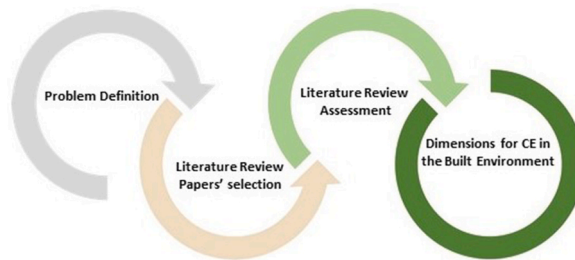 Problem Definition
Literature Review
Papers' selection
Literature Review
Assessment
Dimensions for CE in
the Built Environment